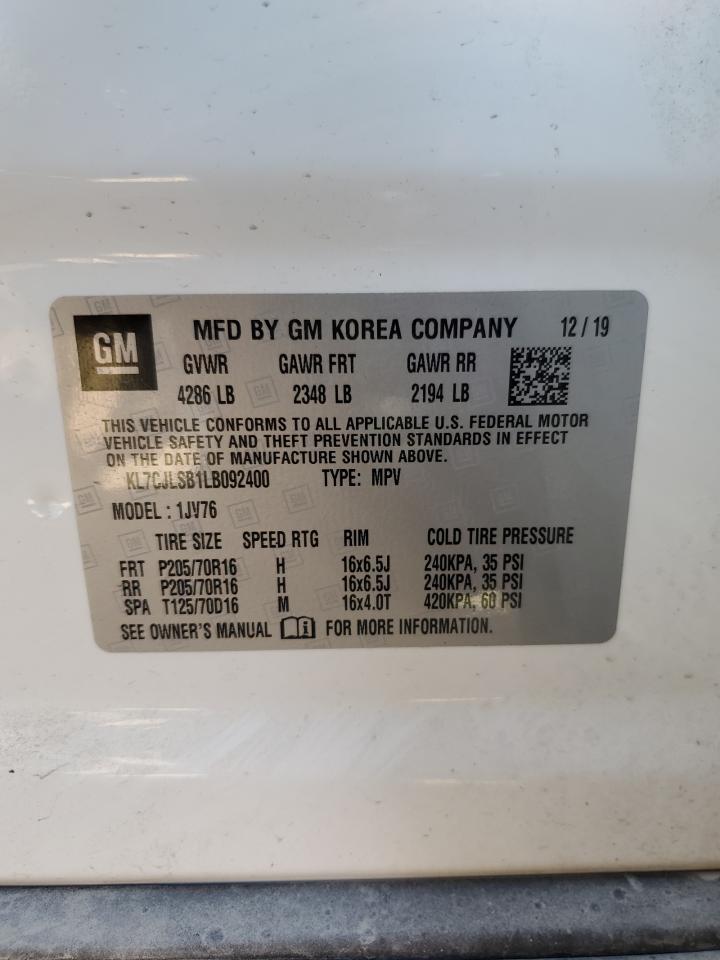 GM MFD BY GM KOREA COMPANY 12/19
GVWR GAWR FRT GAWR RR
4286 LB 2348 LB 2194 LB
THIS VEHICLE CONFORMS TO ALL APPLICABLE U.S. FEDERAL MOTOR
VEHICLE SAFETY AND THEFT PREVENTION STANDARDS IN EFFECT
ON THE DATE OF MANUFACTURE SHOWN ABOVE.
KL7CJLSB1LB092400 TYPE: MPV
MODEL : 1JV76
TIRE SIZE SPEED RTG RIM COLD TIRE PRESSURE
FRT P205/70R16 H 16x6.5J 240KPA, 35 PSI
RR P205/70R16 H 16x6.5J 240KPA, 35 PSI
SPA T125/70D16 M 16x4.0T 420KPA, 60 PSI
SEE OWNER'S MANUAL FOR MORE INFORMATION.